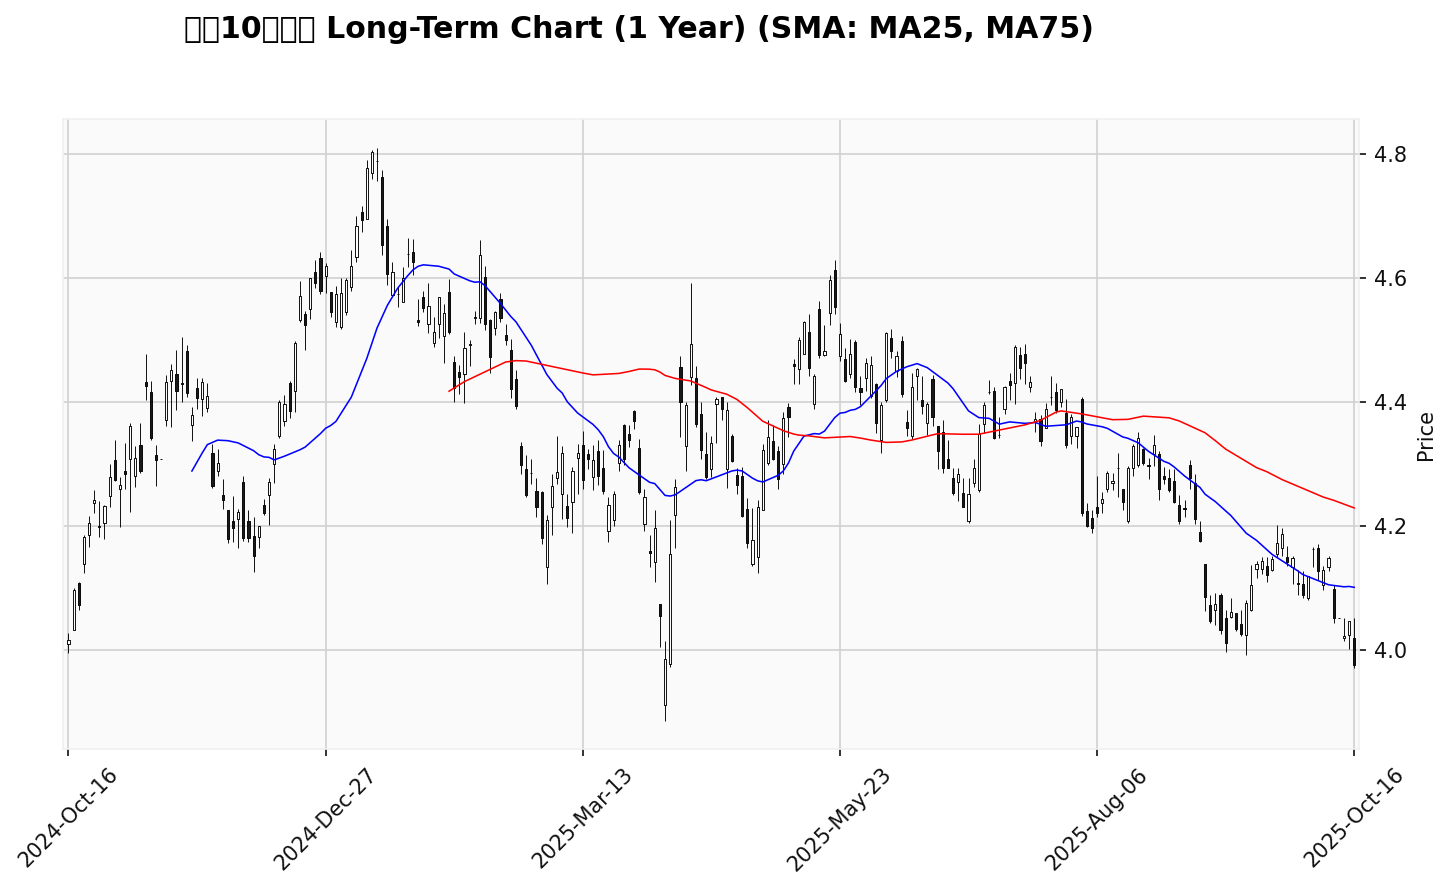 10 Long-Term Chart (1 Year) (SMA: MA25, MA75)
4.8
4.6
4.4
4.2
4.0
Price
2024-Oct-16
2024-Dec-27
2025-Mar-13
2025-May-23
2025-Aug-06
2025-Oct-16